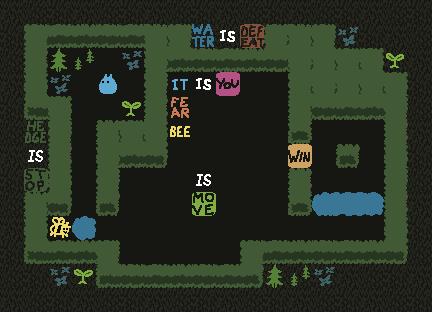 WATER IS DEFEAT
IT IS YOU
FEAR
BEE
HEDGE
IS
STOP
WIN
IS
MOVE